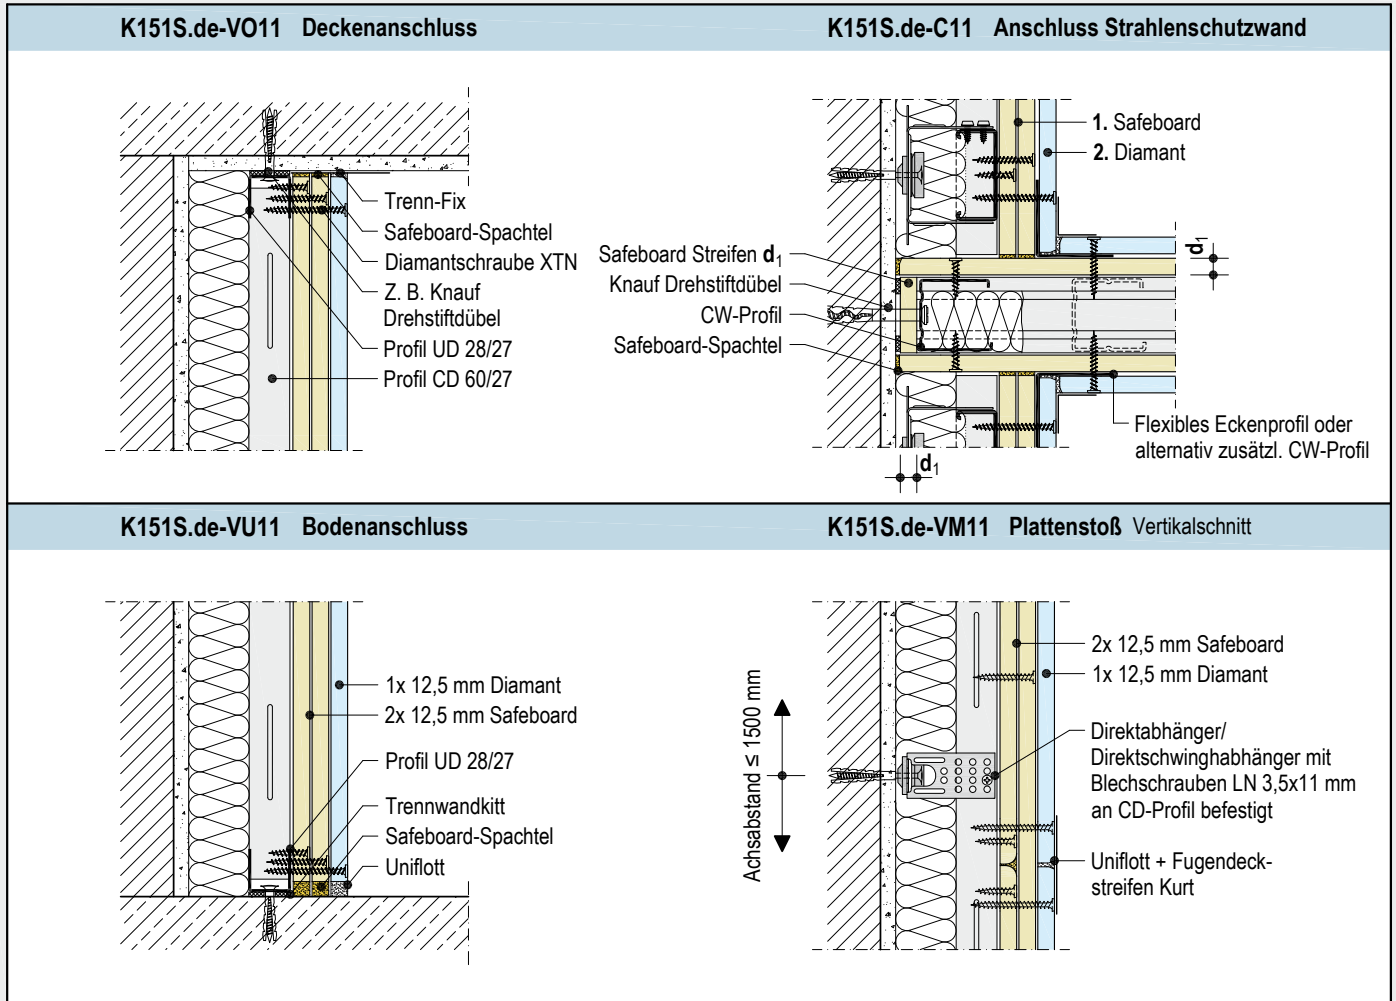 K151S.de-VO11 Deckenanschluss
Trenn-Fix
Safeboard-Spachtel
Diamantschraube XTN
Z. B. Knauf
Drehstiftdübel
Profil UD 28/27
Profil CD 60/27
K151S.de-C11 Anschluss Strahlenschutzwand
1. Safeboard
2. Diamant
d1
Safeboard Streifen d1
Knauf Drehstiftdübel
CW-Profil
Safeboard-Spachtel
Flexibles Eckenprofil oder
alternativ zusätzl. CW-Profil
d1
K151S.de-VU11 Bodenanschluss
1x 12,5 mm Diamant
2x 12,5 mm Safeboard
Profil UD 28/27
Trennwandkitt
Safeboard-Spachtel
Uniflott
K151S.de-VM11 Plattenstoß Vertikalschnitt
2x 12,5 mm Safeboard
1x 12,5 mm Diamant
Achsabstand ≤ 1500 mm
Direktabhänger/
Direktschwinghabhänger mit
Blechschrauben LN 3,5x11 mm
an CD-Profil befestigt
Uniflott + Fugendeck-
streifen Kurt